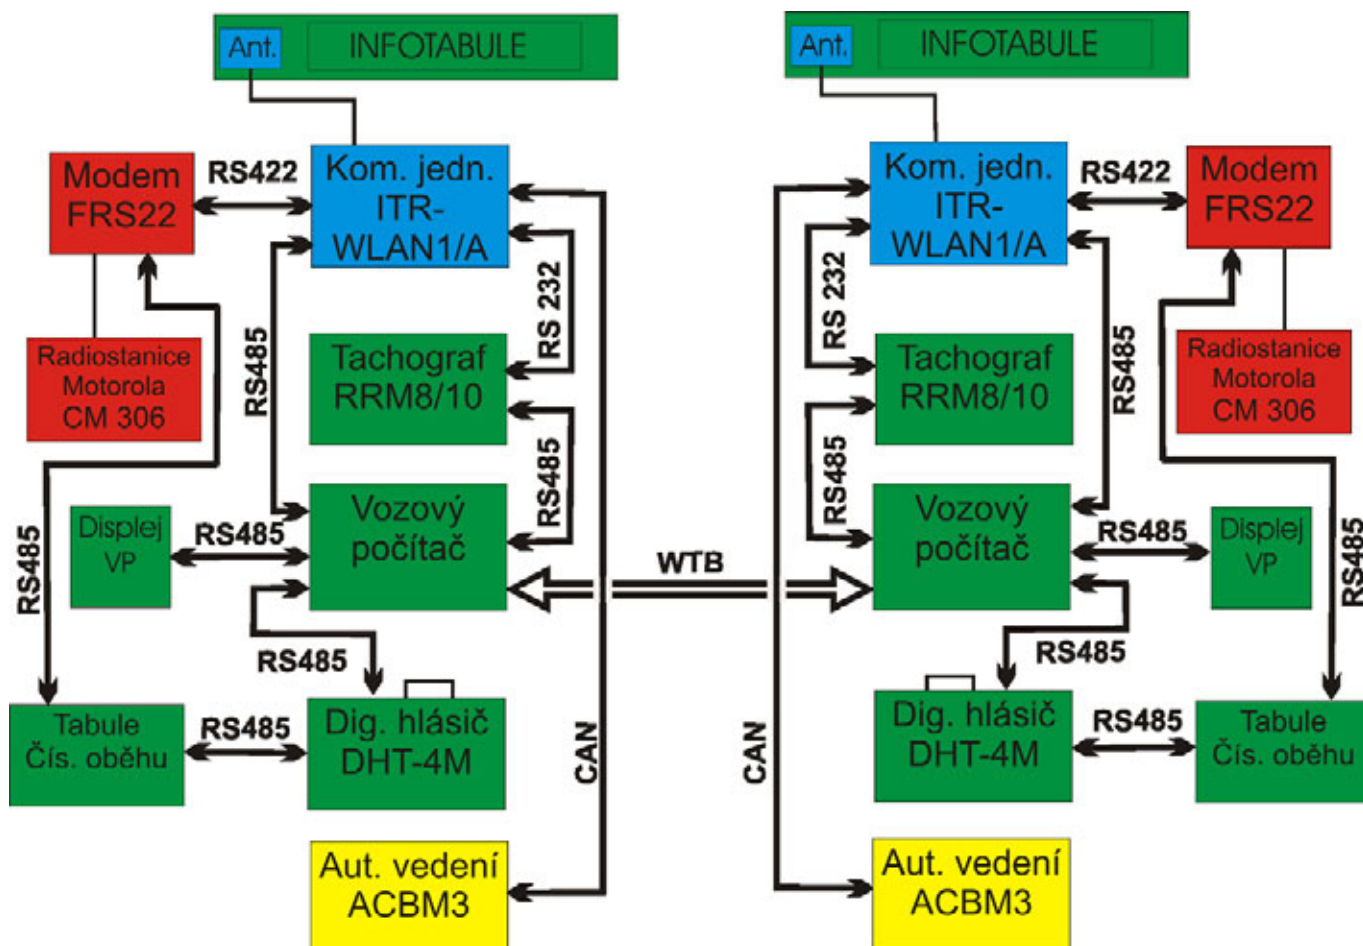 Ant.
INFOTABULE
Ant.
INFOTABULE
Modem
FRS22
RS422
Kom. jedn.
ITR-
WLAN1/A
Kom. jedn.
ITR-
WLAN1/A
RS422
Modem
FRS22
Radiostanice
Motorola
CM 306
RS485
Tachograf
RRM8/10
RS 232
RS 232
Tachograf
RRM8/10
RS485
Radiostanice
Motorola
CM 306
RS485
Displej
VP
RS485
Vozový
počítač
RS485
WTB
RS485
Vozový
počítač
RS485
Displej
VP
RS485
RS485
RS485
Tabule
Čís. oběhu
RS485
Dig. hlásič
DHT-4M
CAN
CAN
Dig. hlásič
DHT-4M
RS485
Tabule
Čís. oběhu
Aut. vedení
ACBM3
Aut. vedení
ACBM3